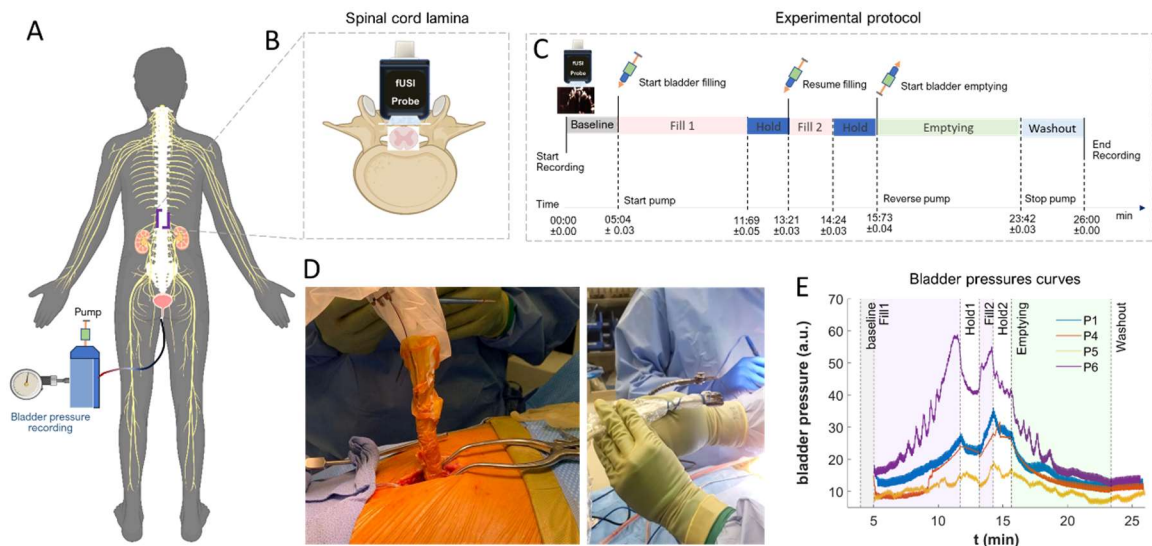 A
Pump
Bladder pressure
recording
B
Spinal cord lamina
fUSI
Probe
Experimental protocol
C
fUSI
Probe
Start bladder filling
Resume filling
Start bladder emptying
Baseline
Fill 1
Hold
Fill 2
Hold
Emptying
Washout
Start
Recording
End
Recording
Start pump
Reverse pump
Stop pump
Time
00:00
±0.00
05:04
± 0.03
11:69
±0.05
13:21
±0.03
14:24
±0.03
15:73
±0.04
23:42
±0.03
26:00
±0.00
min
D
E
Bladder pressures curves
bladder pressure (a.u.)
70
60
50
40
30
20
10
baseline
Fill1
Hold1
Fill2
Hold2
Emptying
Washout
P1
P4
P5
P6
5
10
15
20
25
t (min)